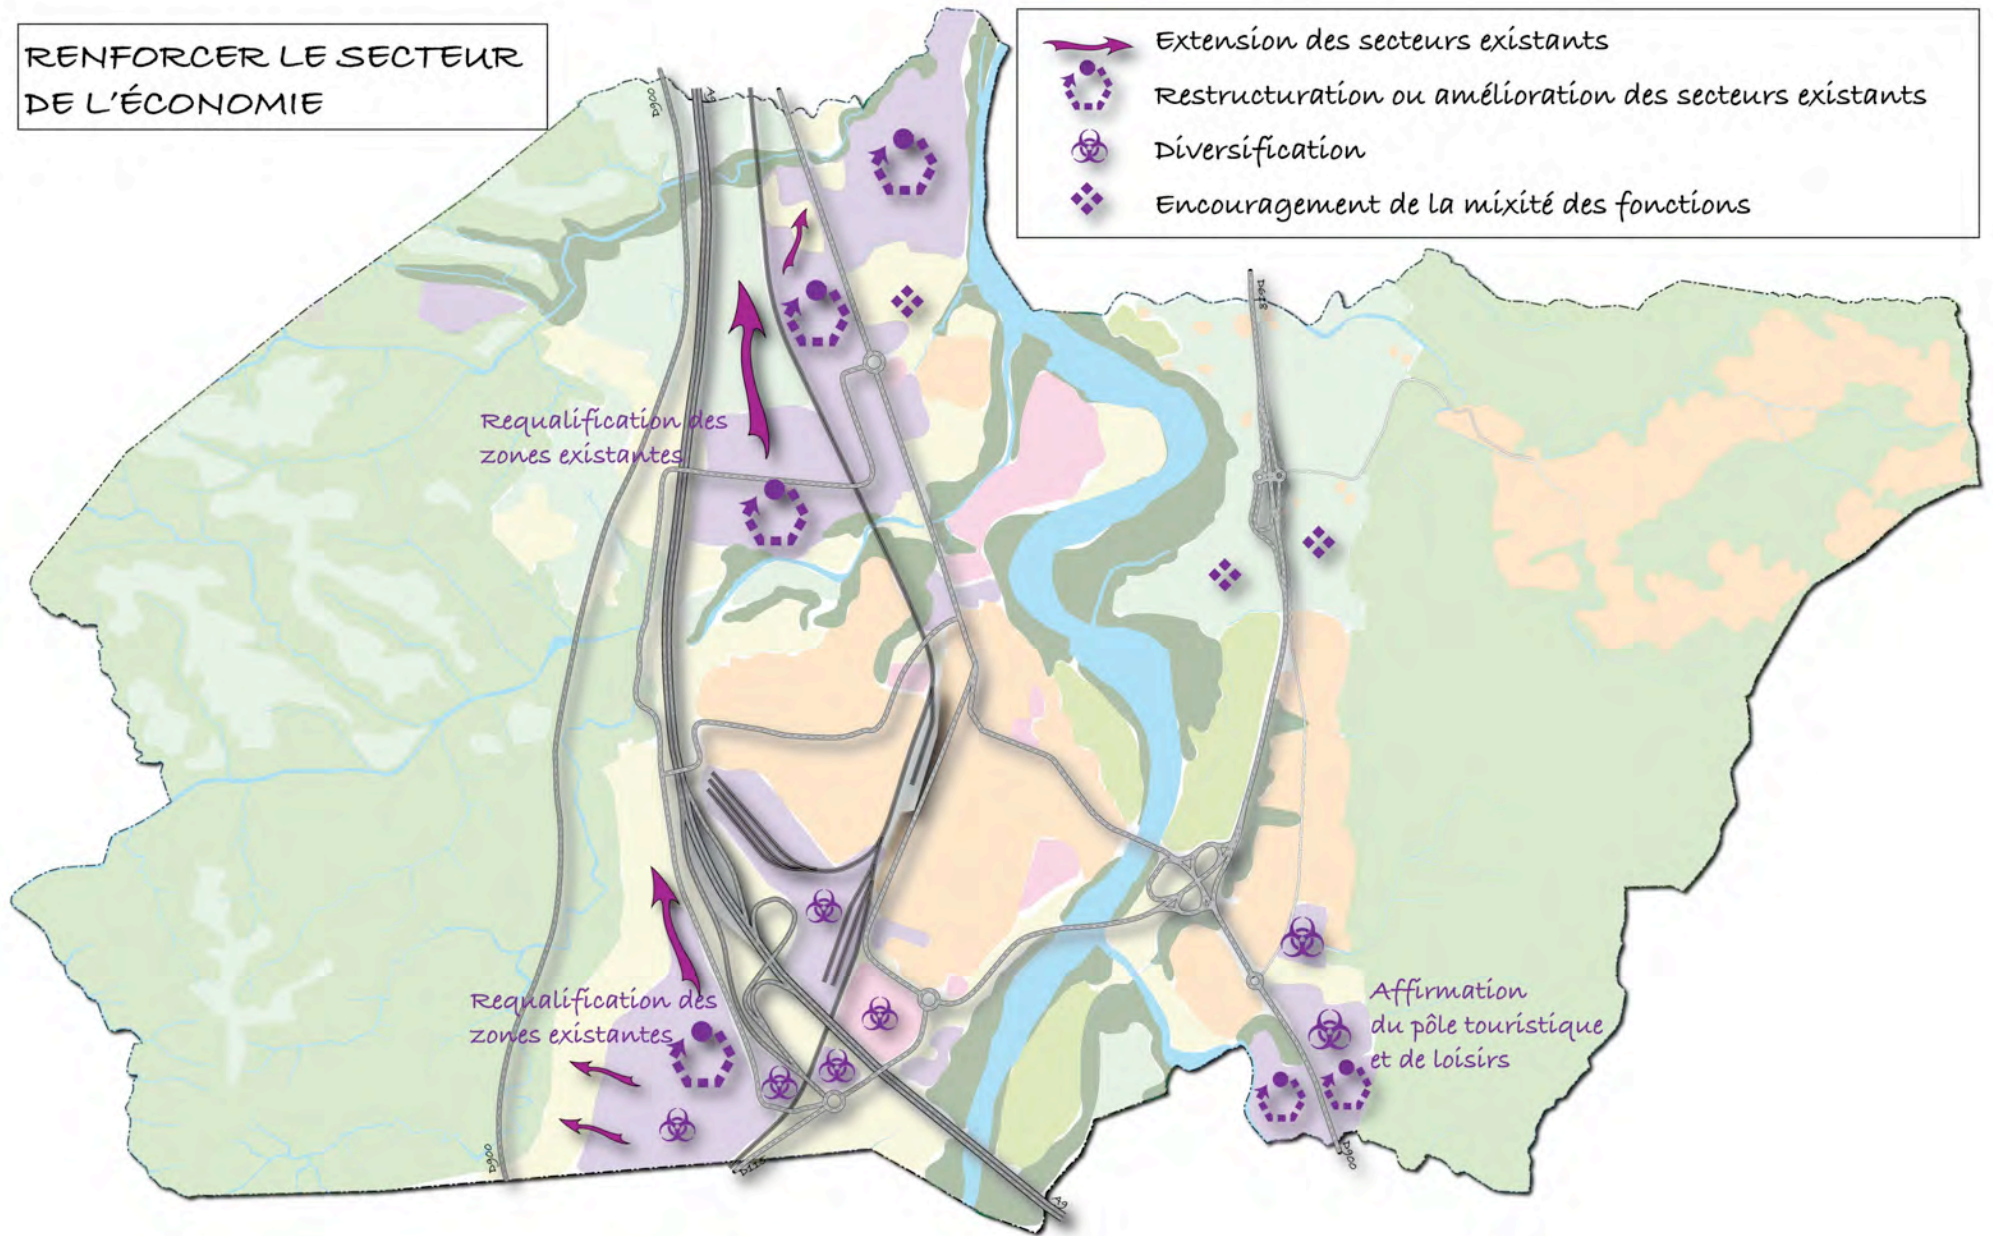 RENFORCER LE SECTEUR
DE L'ÉCONOMIE
Extension des secteurs existants
Restructuration ou amélioration des secteurs existants
Diversification
Encouragement de la mixité des fonctions
D900
A9
Requalification des
zones existantes
Requalification des
zones existantes
Affirmation
du pôle touristique
et de loisirs
D900
D900
A9